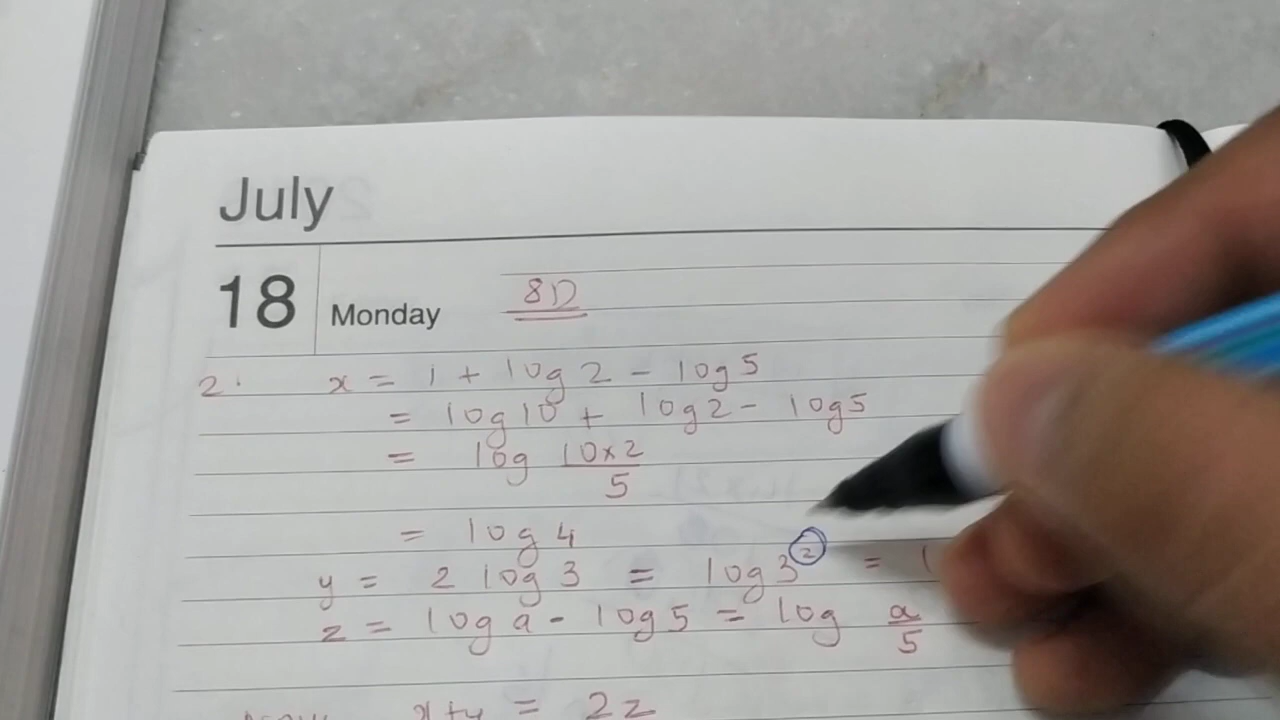 July
18 Monday 8D
2. x = 1 + log 2 - log 5
= log 10 + log 2 - log 5
= log 10×2
5
= log 4
y = 2 log 3 = log 3² =
z = log a - log 5 = log a/5
x+y = 2z